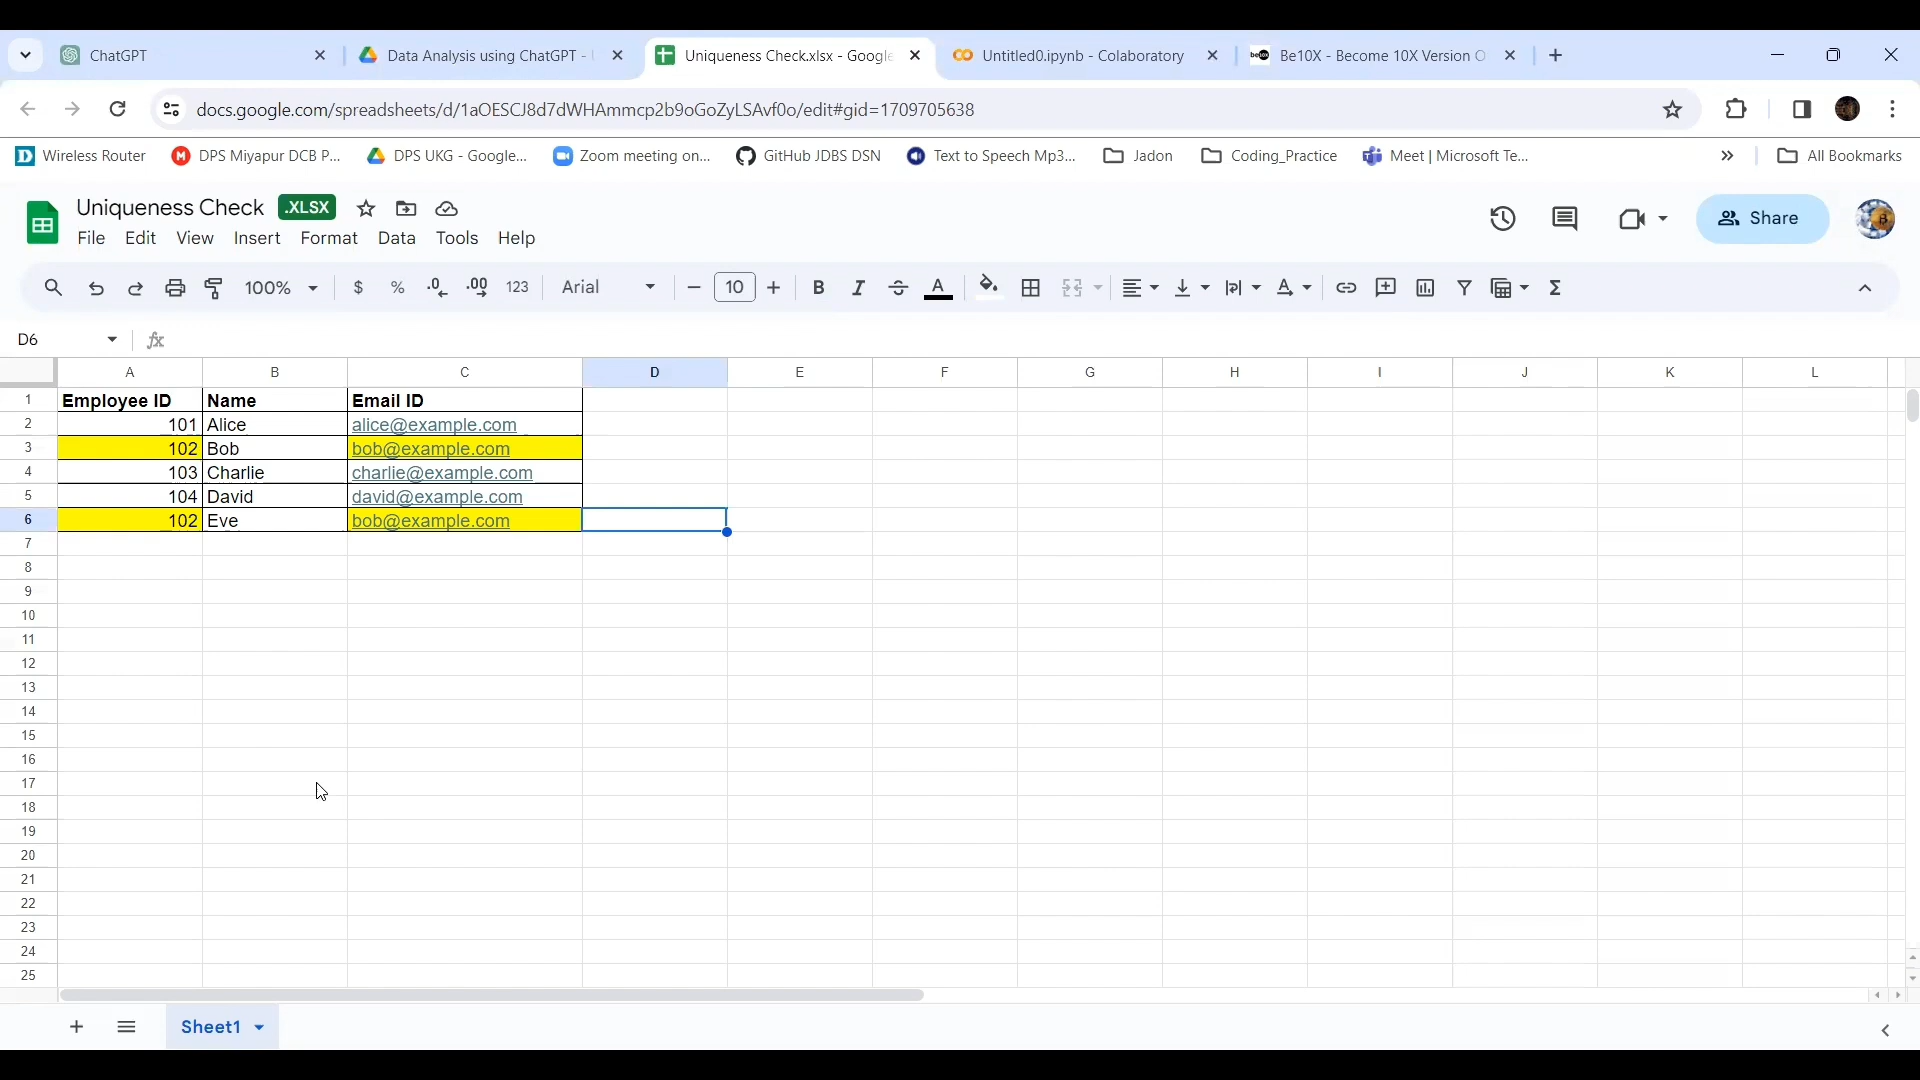 ChatGPT
Data Analysis using ChatGPT -
Uniqueness Check.xlsx - Google
Untitled0.ipynb - Colaboratory
be10x Be10X - Become 10X Version O
docs.google.com/spreadsheets/d/1aOESCJ8d7dWHAmmcp2b9oGoZyLSAvf0o/edit#gid=1709705638
Wireless Router
DPS Miyapur DCB P...
DPS UKG - Google...
Zoom meeting on...
GitHub JDBS DSN
Text to Speech Mp3...
Jadon
Coding_Practice
Meet | Microsoft Te...
All Bookmarks
Uniqueness Check .XLSX
File Edit View Insert Format Data Tools Help
Share
100% $ % .0 .00 123 Arial 10 B I A Σ
D6 fx
A B C D E F G H I J K L
1 Employee ID Name Email ID
2 101 Alice alice@example.com
3 102 Bob bob@example.com
4 103 Charlie charlie@example.com
5 104 David david@example.com
6 102 Eve bob@example.com
7
8
9
10
11
12
13
14
15
16
17
18
19
20
21
22
23
24
25
Sheet1